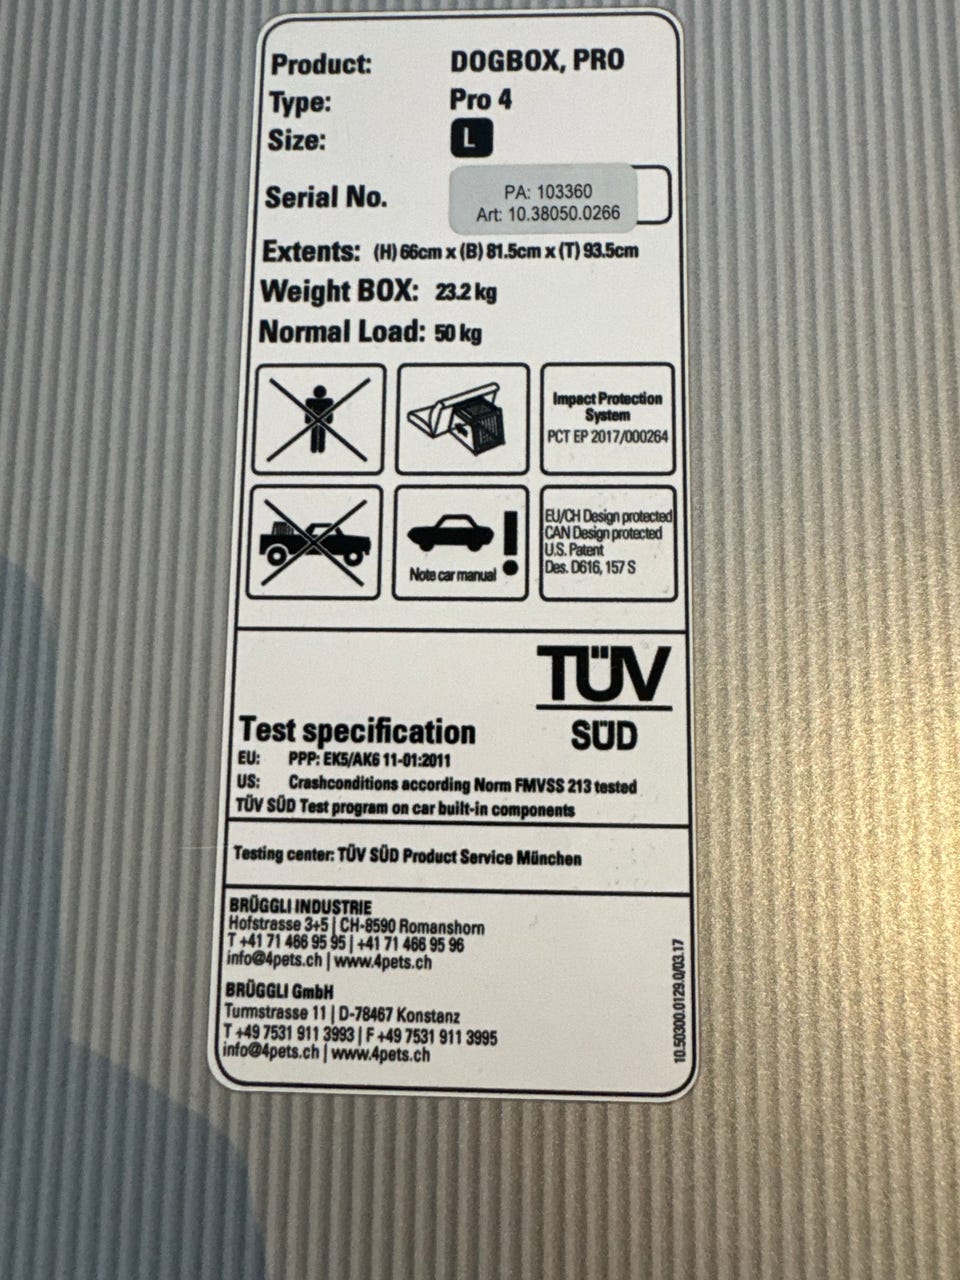 Product: DOGBOX, PRO
Type: Pro 4
Size: L
Serial No. PA: 103360
Art: 10.38050.0266
Extents: (H) 66cm x (B) 81.5cm x (T) 93.5cm
Weight BOX: 23.2 kg
Normal Load: 50 kg
Impact Protection
System
PCT EP 2017/000264
Note car manual !
EU/CH Design protected
CAN Design protected
U.S. Patent
Des. D616, 157 S
TÜV
SÜD
Test specification
EU: PPP: EK5/AK6 11-01:2011
US: Crashconditions according Norm FMVSS 213 tested
TÜV SÜD Test program on car built-in components
Testing center: TÜV SÜD Product Service München
BRÜGGLI INDUSTRIE
Hofstrasse 3+5 | CH-8590 Romanshorn
T +41 71 466 95 95 | +41 71 466 95 96
info@4pets.ch | www.4pets.ch
BRÜGGLI GmbH
Turmstrasse 11 | D-78467 Konstanz
T +49 7531 911 3993 | F +49 7531 911 3995
info@4pets.ch | www.4pets.ch
10.50300.0129.0/03.17